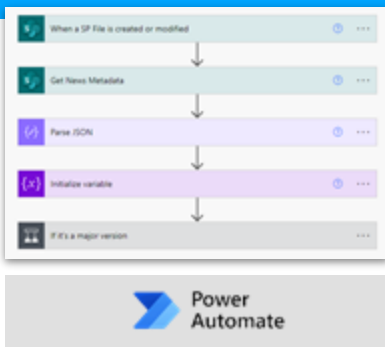 When a SP File is created or modified
Get News Metadata
Parse JSON
Initialize variable
If it's a major version
Power
Automate